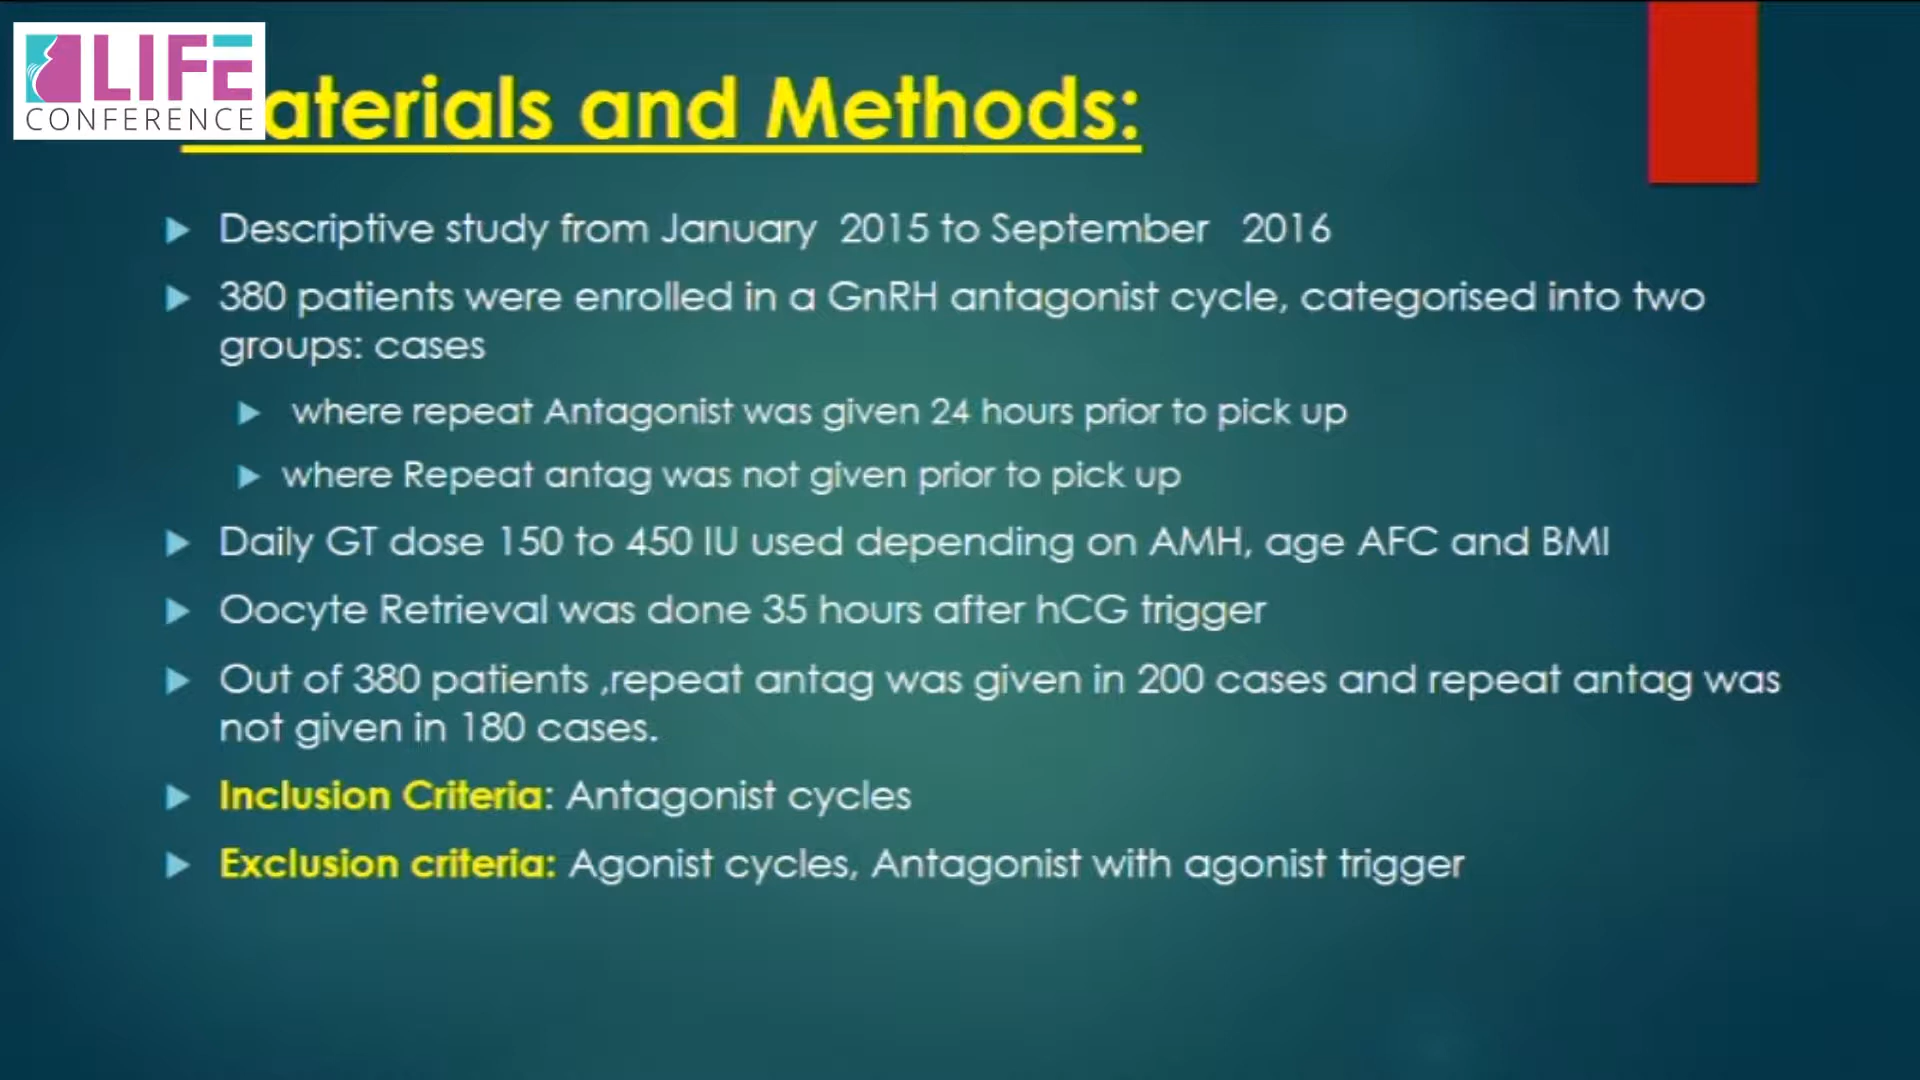 LIFE
CONFERENCE
aterials and Methods:
Descriptive study from January 2015 to September 2016
380 patients were enrolled in a GnRH antagonist cycle, categorised into two
groups: cases
where repeat Antagonist was given 24 hours prior to pick up
where Repeat antag was not given prior to pick up
Daily GT dose 150 to 450 IU used depending on AMH, age AFC and BMI
Oocyte Retrieval was done 35 hours after hCG trigger
Out of 380 patients ,repeat antag was given in 200 cases and repeat antag was
not given in 180 cases.
Inclusion Criteria: Antagonist cycles
Exclusion criteria: Agonist cycles, Antagonist with agonist trigger